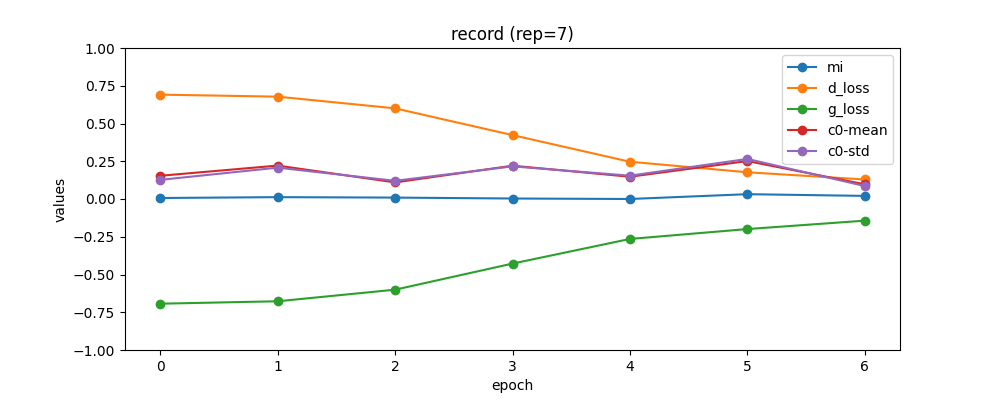 record (rep=7)
1.00
0.75
0.50
0.25
0.00
−0.25
−0.50
−0.75
−1.00
values
mi
d_loss
g_loss
c0-mean
c0-std
0 1 2 3 4 5 6
epoch